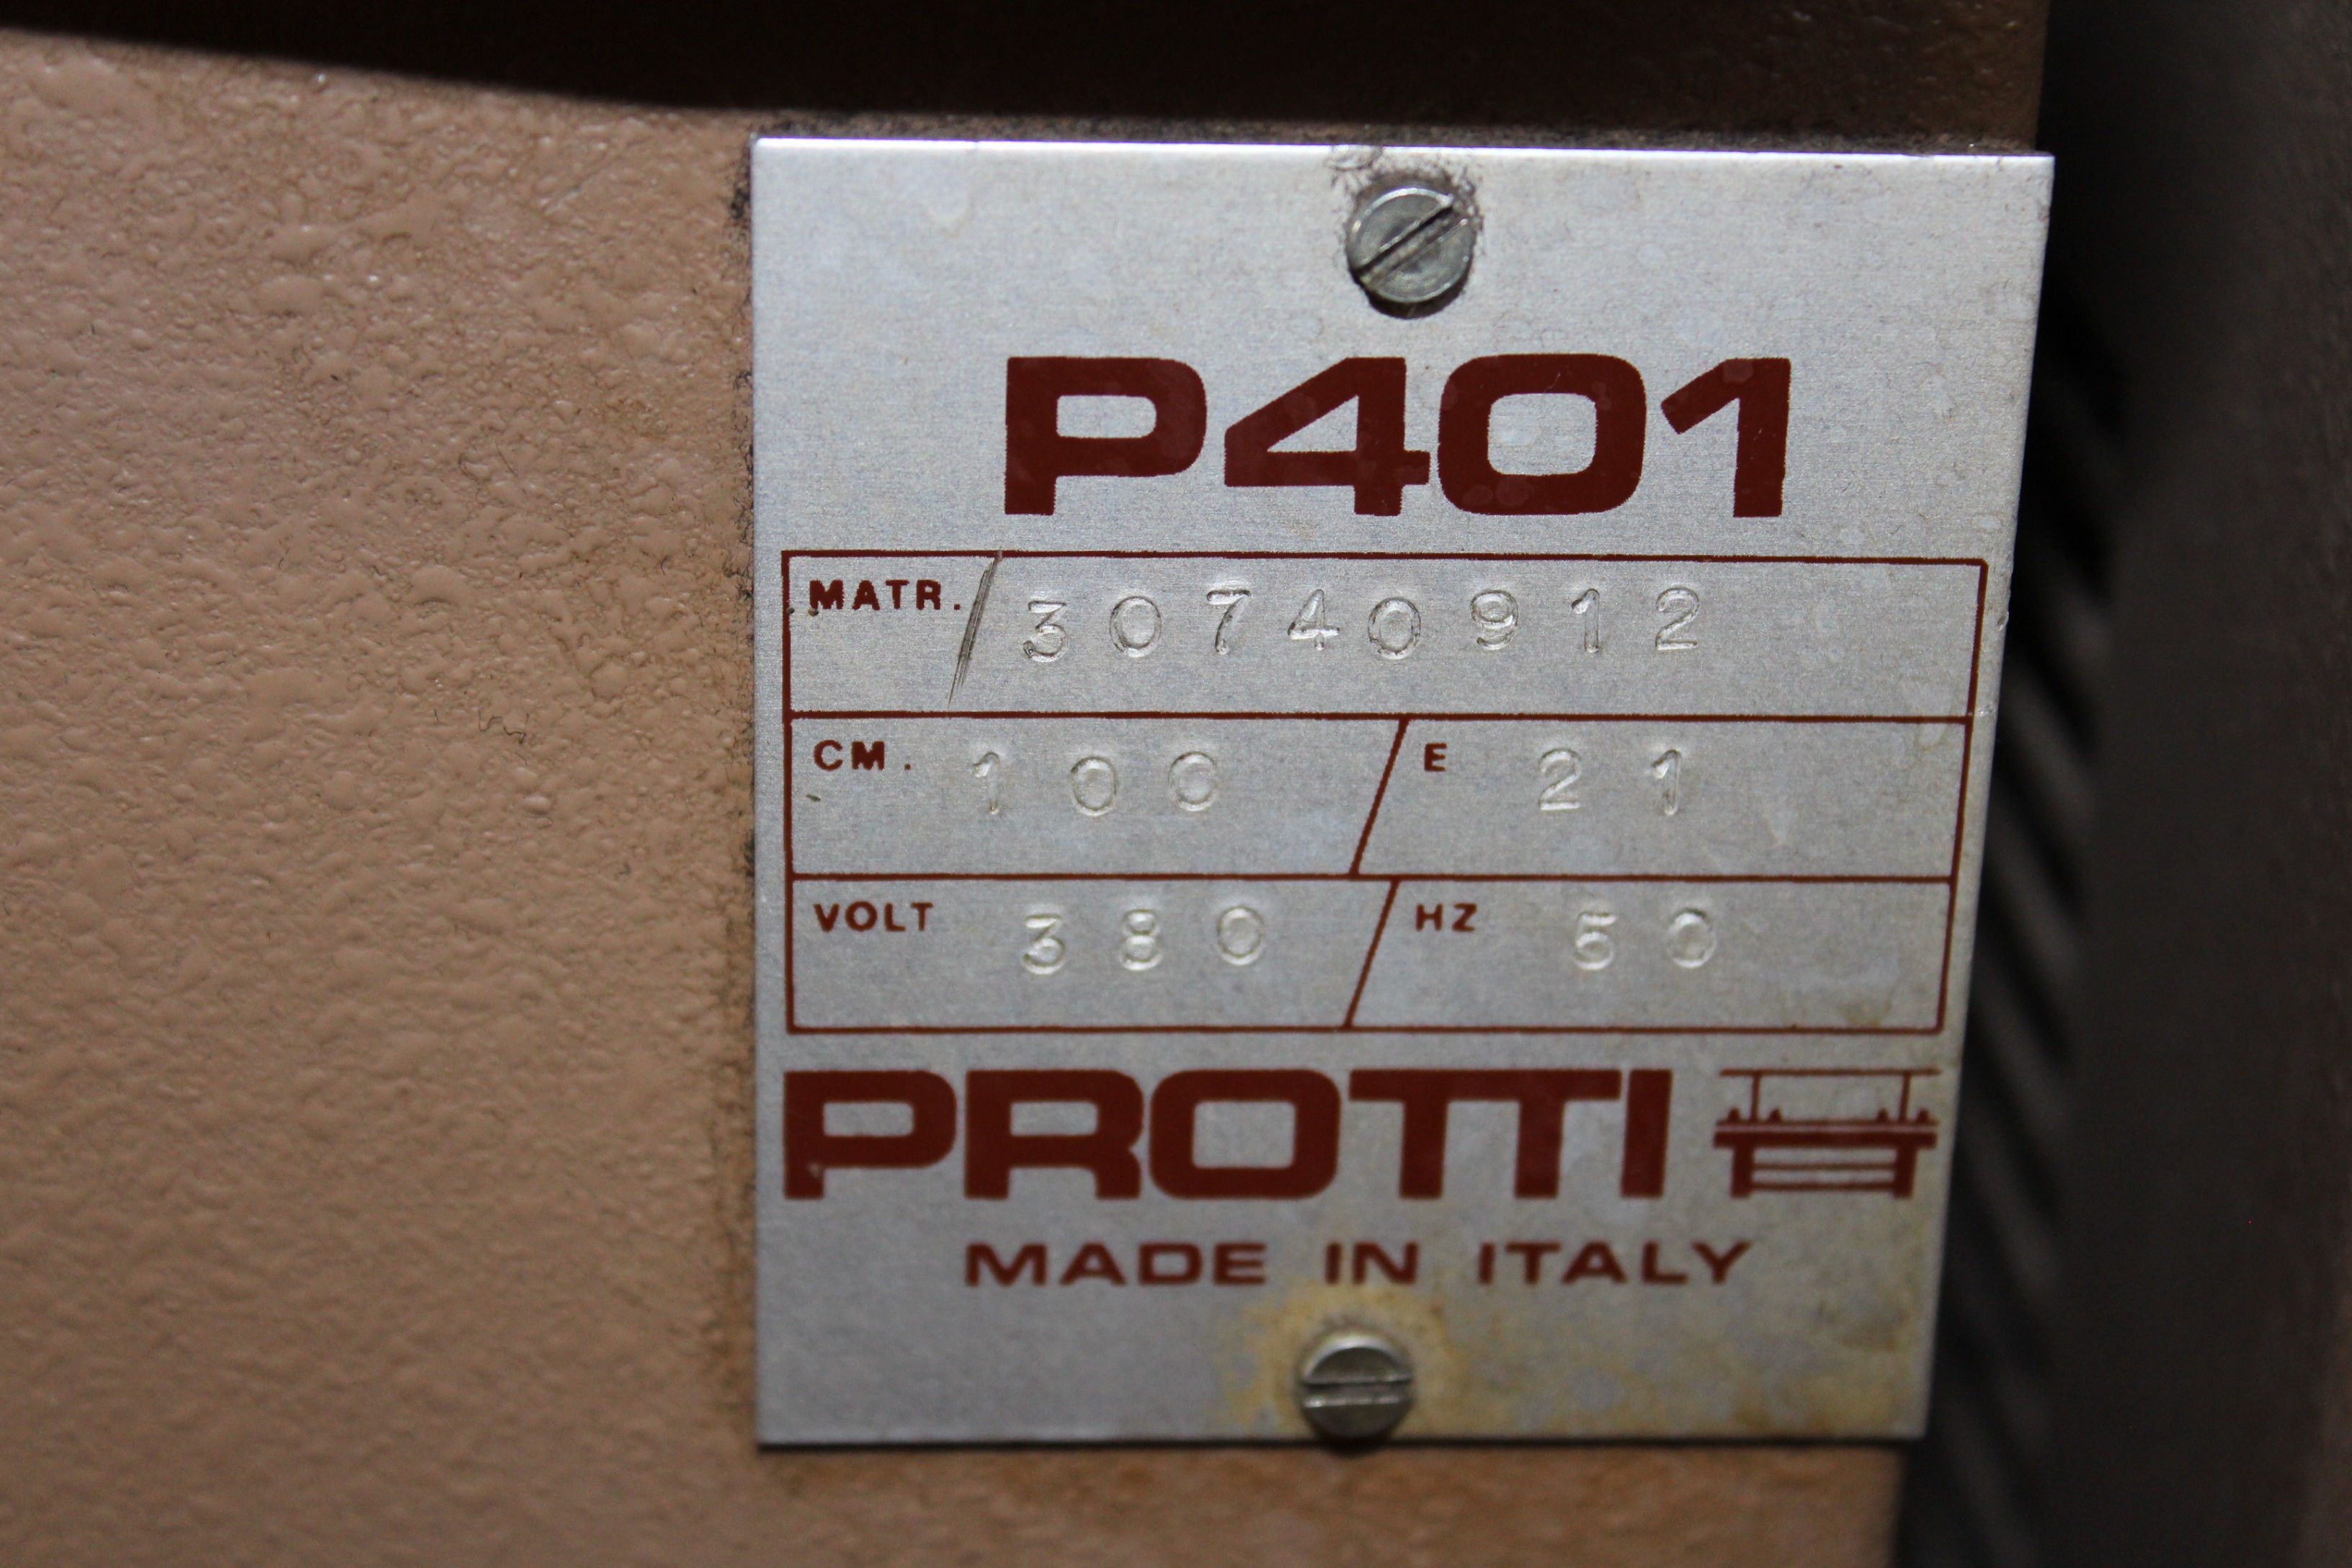 P401
MATR. /30740912
CM. 100 E 21
VOLT 380 HZ 50
PROTTI
MADE IN ITALY